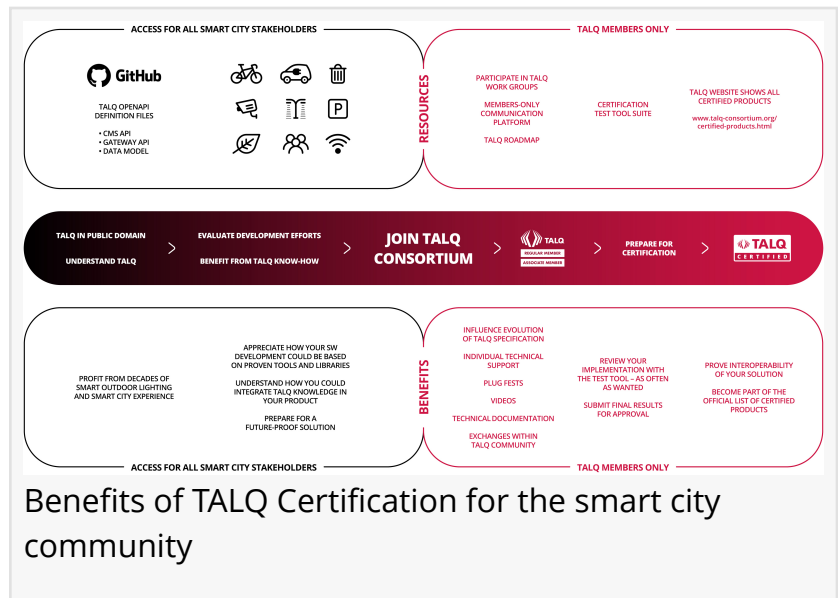 ACCESS FOR ALL SMART CITY STAKEHOLDERS
TALQ MEMBERS ONLY
GitHub
TALQ OPENAPI
DEFINITION FILES
• CMS API
• GATEWAY API
• DATA MODEL
P
RESOURCES
PARTICIPATE IN TALQ
WORK GROUPS
MEMBERS-ONLY
COMMUNICATION
PLATFORM
TALQ ROADMAP
CERTIFICATION
TEST TOOL SUITE
TALQ WEBSITE SHOWS ALL
CERTIFIED PRODUCTS
www.talq-consortium.org/
certified-products.html
TALQ IN PUBLIC DOMAIN
UNDERSTAND TALQ
EVALUATE DEVELOPMENT EFFORTS
BENEFIT FROM TALQ KNOW-HOW
JOIN TALQ
CONSORTIUM
TALQ
REGULAR MEMBER
ASSOCIATE MEMBER
PREPARE FOR
CERTIFICATION
TALQ
CERTIFIED
PROFIT FROM DECADES OF
SMART OUTDOOR LIGHTING
AND SMART CITY EXPERIENCE
APPRECIATE HOW YOUR SW
DEVELOPMENT COULD BE BASED
ON PROVEN TOOLS AND LIBRARIES
UNDERSTAND HOW YOU COULD
INTEGRATE TALQ KNOWLEDGE IN
YOUR PRODUCT
PREPARE FOR A
FUTURE-PROOF SOLUTION
BENEFITS
INFLUENCE EVOLUTION
OF TALQ SPECIFICATION
INDIVIDUAL TECHNICAL
SUPPORT
PLUG FESTS
VIDEOS
TECHNICAL DOCUMENTATION
EXCHANGES WITHIN
TALQ COMMUNITY
REVIEW YOUR
IMPLEMENTATION WITH
THE TEST TOOL – AS OFTEN
AS WANTED
SUBMIT FINAL RESULTS
FOR APPROVAL
PROVE INTEROPERABILITY
OF YOUR SOLUTION
BECOME PART OF THE
OFFICIAL LIST OF CERTIFIED
PRODUCTS
ACCESS FOR ALL SMART CITY STAKEHOLDERS
TALQ MEMBERS ONLY
Benefits of TALQ Certification for the smart city
community